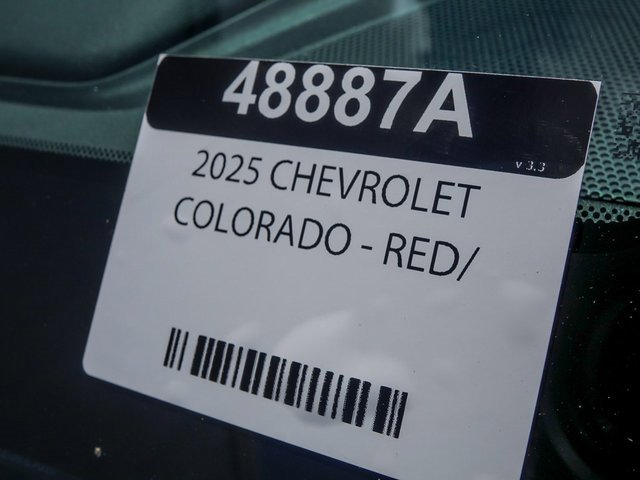 48887A
v 3.3
2025 CHEVROLET
COLORADO - RED/